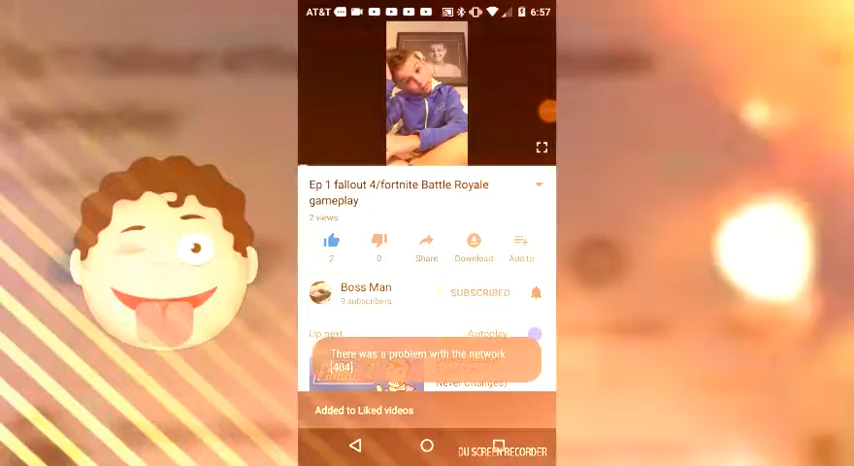 AT&T 6:57
Ep 1 fallout 4/fortnite Battle Royale
gameplay
2 views
2 0 Share Download Add to
Boss Man
9 subscribers
SUBSCRIBED
Up next Autoplay
There was a problem with the network
[404].
Never Changes)
Added to Liked videos
DU SCREEN RECORDER